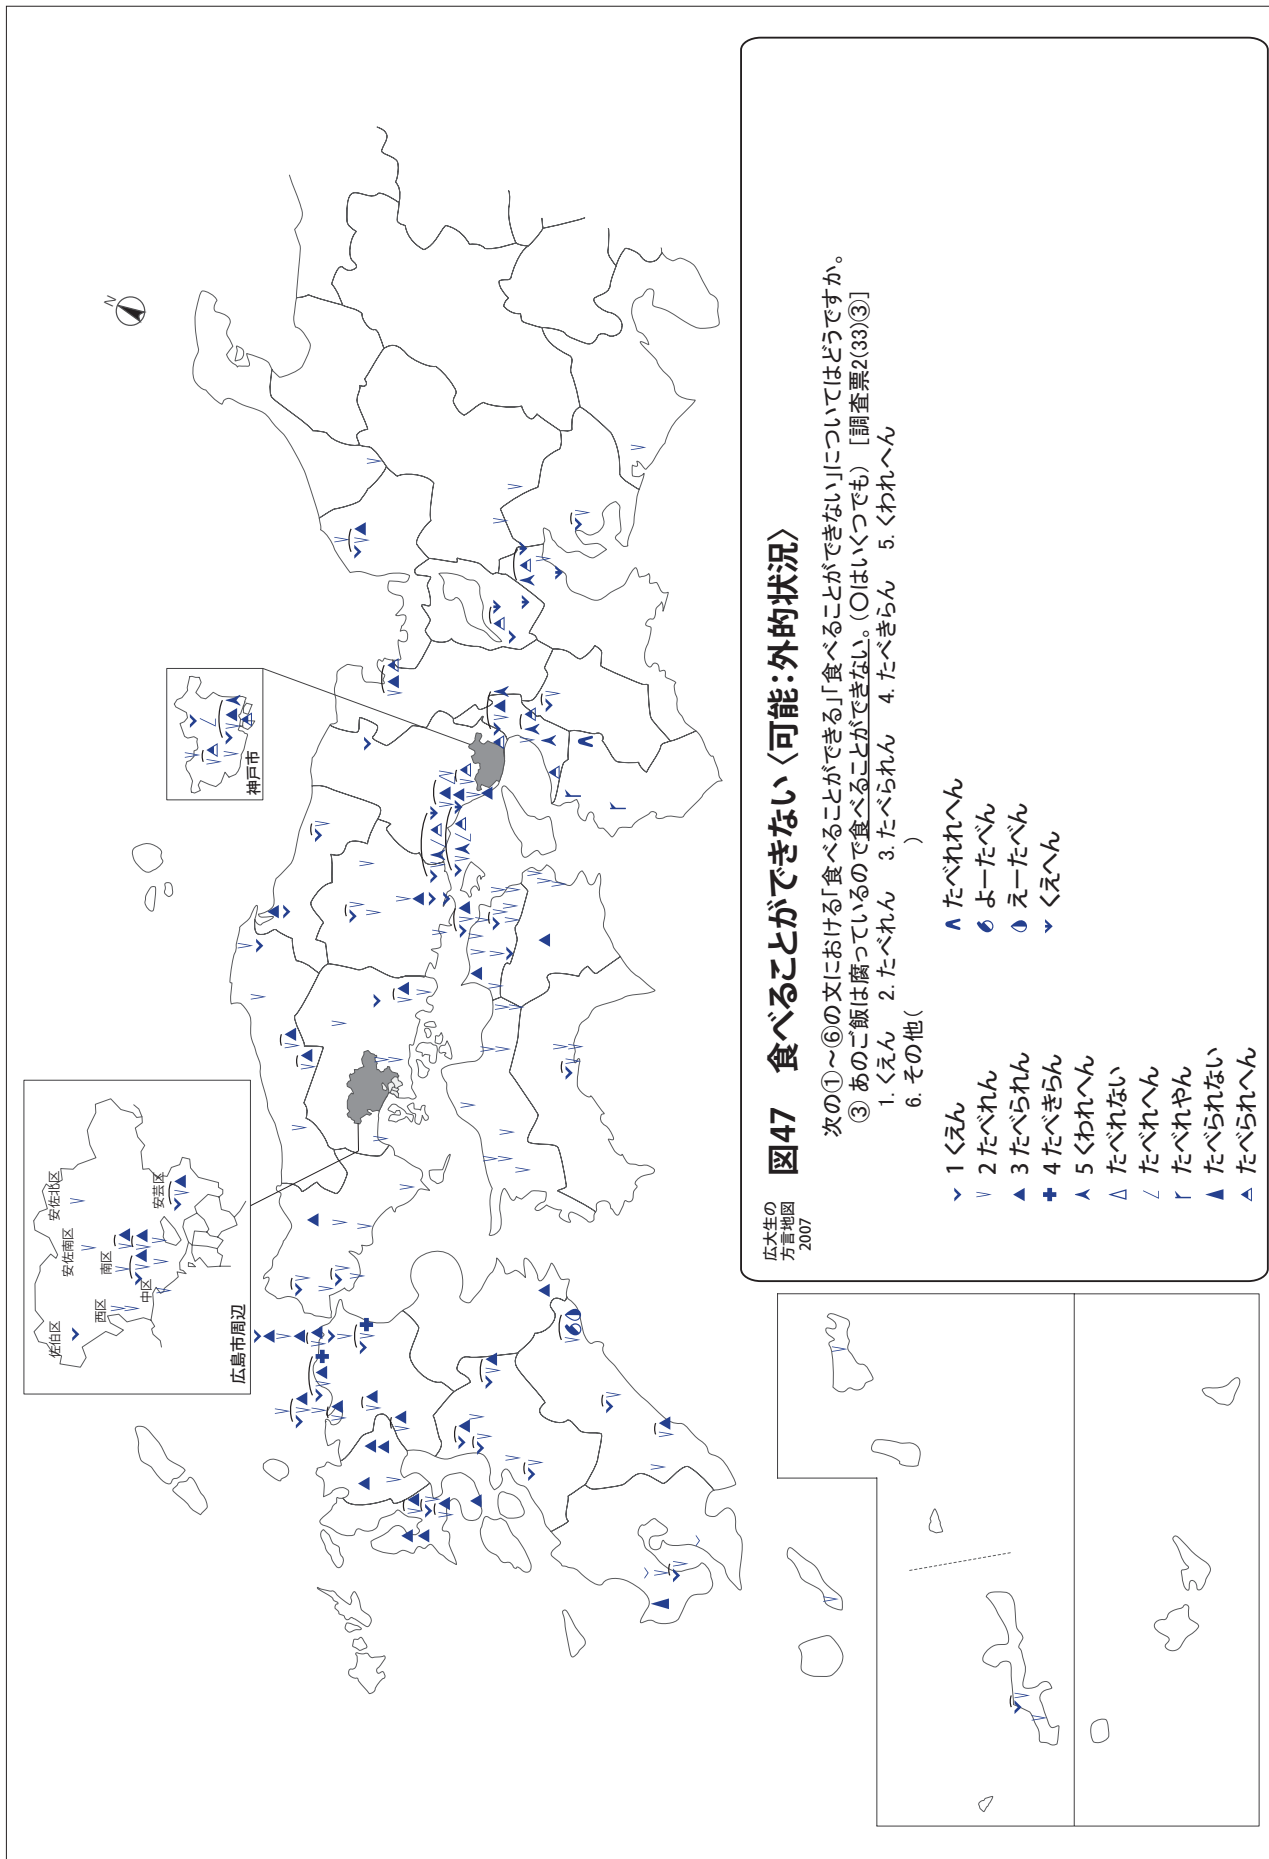 広大生の
方言地図
2007
図47 食べることができない〈可能:外的状況〉
次の①～⑥の文における「食べることができる」「食べることができない」についてはどうですか。
③ あのご飯は腐っているので食べることができない。(〇はいくつでも) [調査票2(33)③]
1. くえん 2. たべれん 3. たべられん 4. たべきらん 5. くわれへん
6. その他( )
1 くえん
2 たべれん
3 たべられん
4 たべきらん
5 くわれへん
たべれない
たべれへん
たべれやん
たべられない
たべられへん
たべれれへん
よーたべん
えーたべん
くえへん
広島市周辺
佐伯区
西区
中区
南区
安佐南区
安佐北区
安芸区
神戸市
N